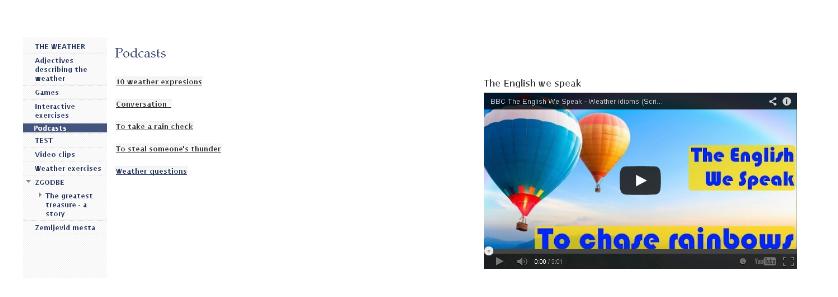 THE WEATHER
Adjectives
describing the
weather
Games
Interactive
exercises
Podcasts
TEST
Video clips
Weather exercises
ZGODBE
The greatest
treasure - a
story
Zemljevid mesta
Podcasts
10 weather expresions
Conversation
To take a rain check
To steal someone's thunder
Weather questions
The English we speak
BBC The English We Speak - Weather idioms (Scri...
The English
We Speak
To chase rainbows
0:00 / 5:01
YouTube